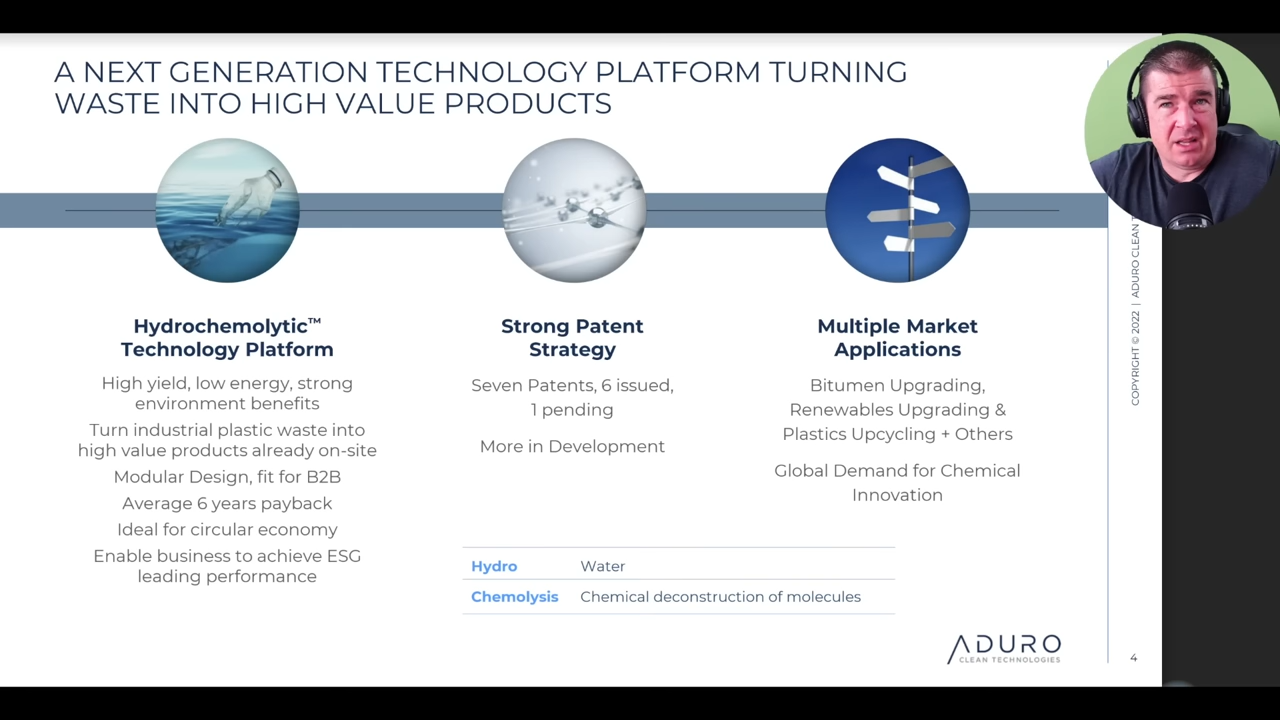 A NEXT GENERATION TECHNOLOGY PLATFORM TURNING
WASTE INTO HIGH VALUE PRODUCTS
Hydrochemolytic™
Technology Platform
High yield, low energy, strong
environment benefits
Turn industrial plastic waste into
high value products already on-site
Modular Design, fit for B2B
Average 6 years payback
Ideal for circular economy
Enable business to achieve ESG
leading performance
Strong Patent
Strategy
Seven Patents, 6 issued,
1 pending
More in Development
Multiple Market
Applications
Bitumen Upgrading,
Renewables Upgrading &
Plastics Upcycling + Others
Global Demand for Chemical
Innovation
Hydro Water
Chemolysis Chemical deconstruction of molecules
ADURO
CLEAN TECHNOLOGIES
4
COPYRIGHT © 2022 | ADURO CLEAN